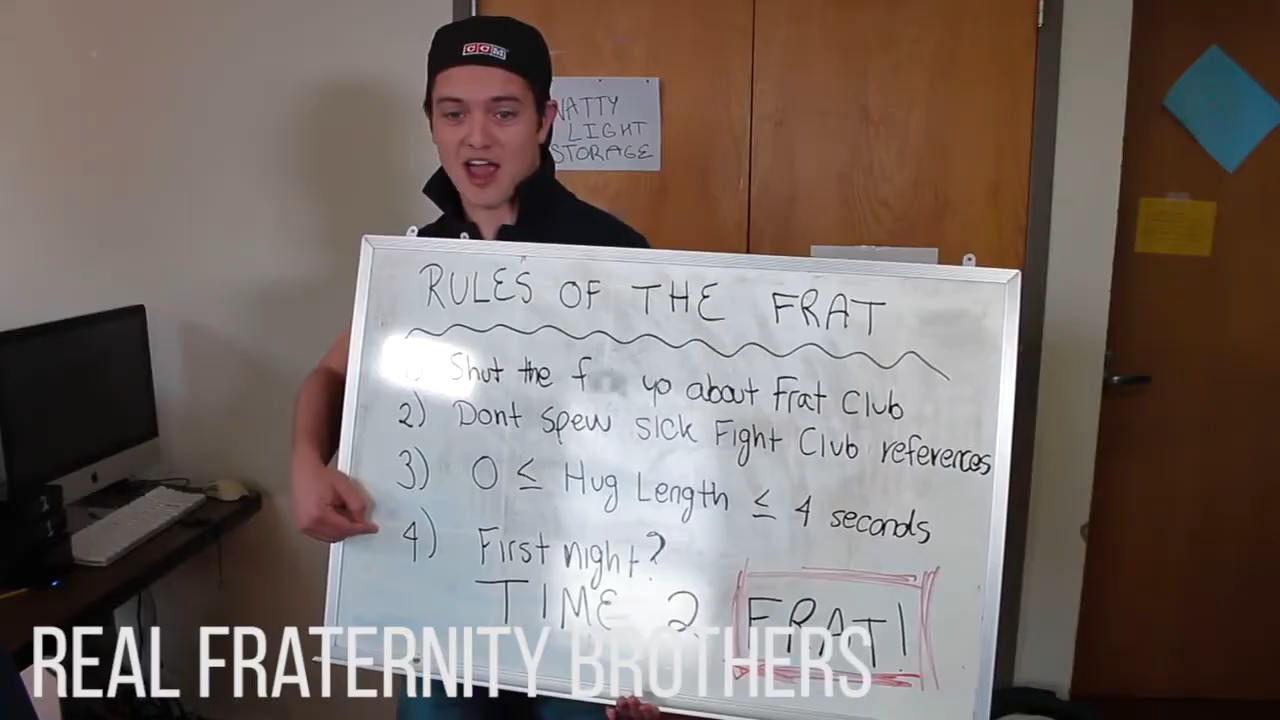 CCM
NATTY
LIGHT
STORAGE
RULES OF THE FRAT
1) Shut the f up about Frat Club
2) Dont spew sick Fight Club references
3) 0 ≤ Hug Length ≤ 4 seconds
4) First night?
TIME 2 FRAT!
REAL FRATERNITY BROTHERS